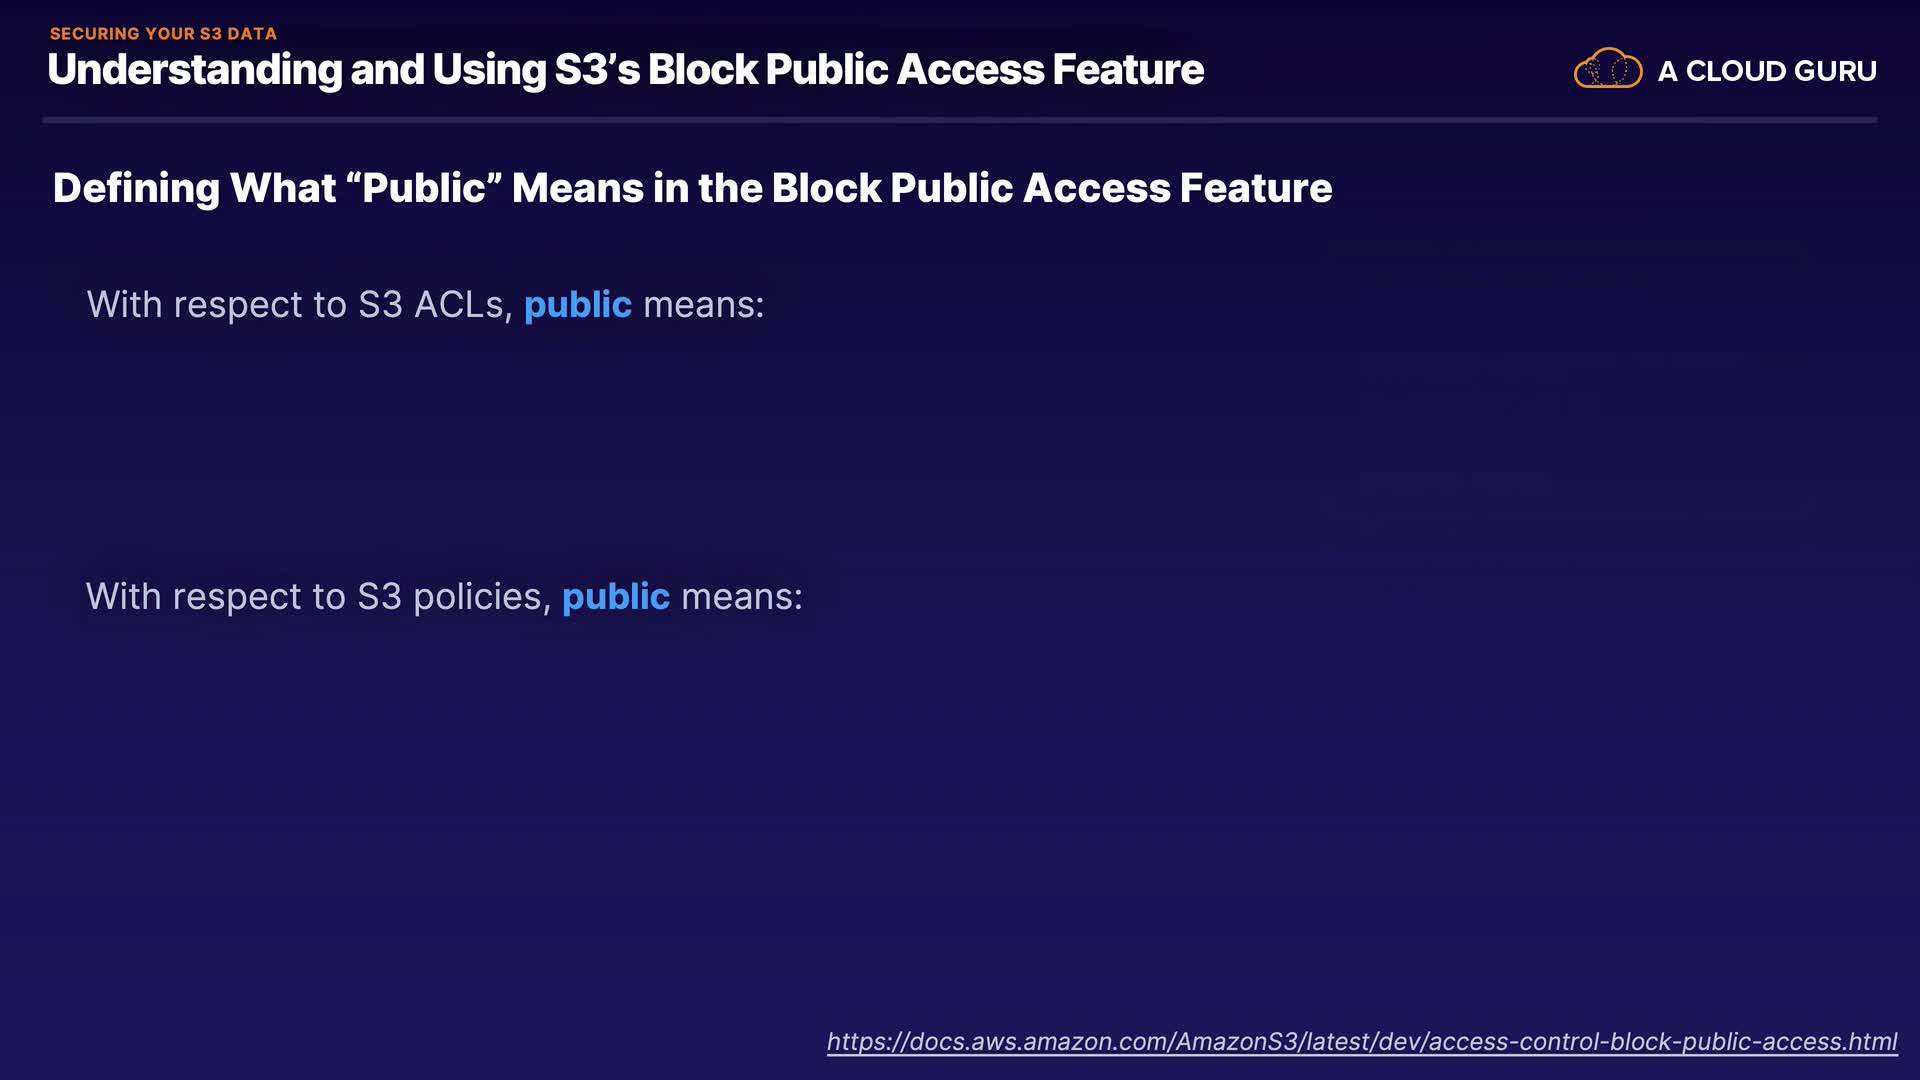 SECURING YOUR S3 DATA
Understanding and Using S3’s Block Public Access Feature
A CLOUD GURU
Defining What “Public” Means in the Block Public Access Feature
With respect to S3 ACLs, public means:
With respect to S3 policies, public means:
https://docs.aws.amazon.com/AmazonS3/latest/dev/access-control-block-public-access.html